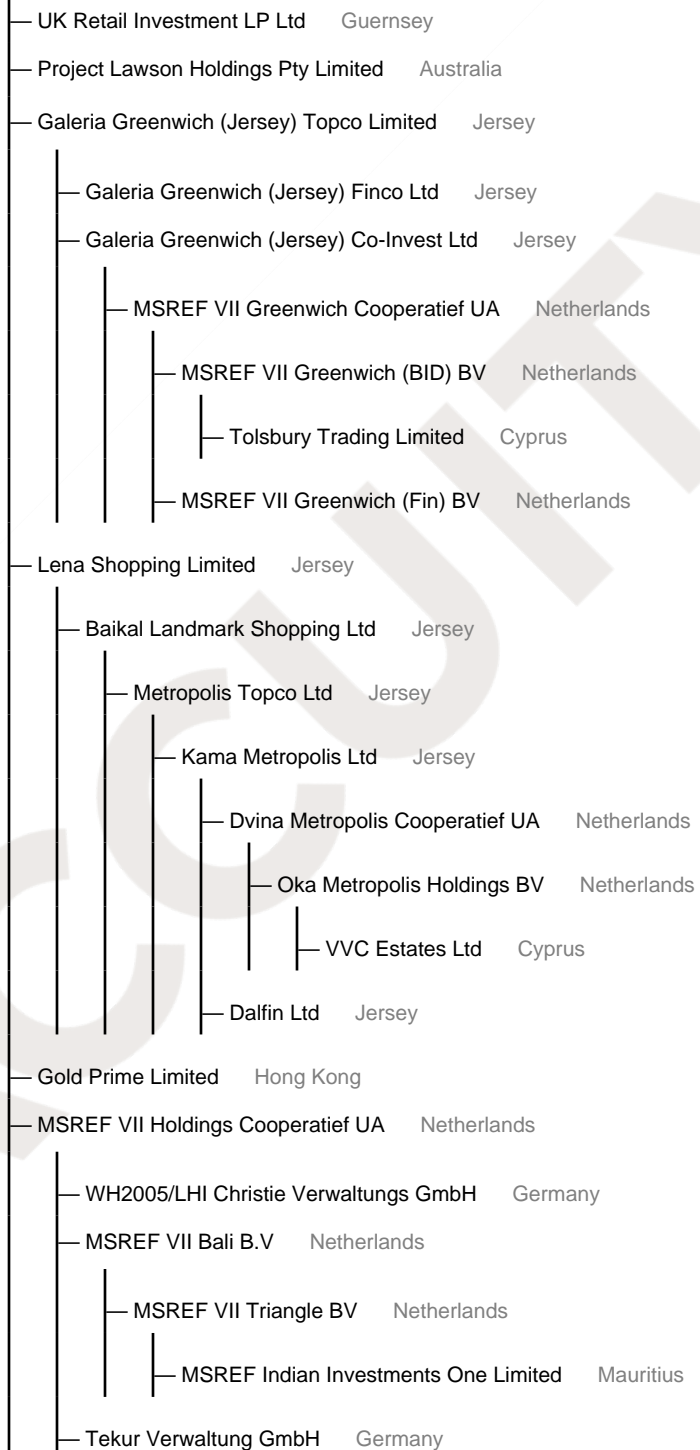 UK Retail Investment LP Ltd Guernsey
Project Lawson Holdings Pty Limited Australia
Galeria Greenwich (Jersey) Topco Limited Jersey
Galeria Greenwich (Jersey) Finco Ltd Jersey
Galeria Greenwich (Jersey) Co-Invest Ltd Jersey
MSREF VII Greenwich Cooperatief UA Netherlands
MSREF VII Greenwich (BID) BV Netherlands
Tolsbury Trading Limited Cyprus
MSREF VII Greenwich (Fin) BV Netherlands
Lena Shopping Limited Jersey
Baikal Landmark Shopping Ltd Jersey
Metropolis Topco Ltd Jersey
Kama Metropolis Ltd Jersey
Dvina Metropolis Cooperatief UA Netherlands
Oka Metropolis Holdings BV Netherlands
VVC Estates Ltd Cyprus
Dalfin Ltd Jersey
Gold Prime Limited Hong Kong
MSREF VII Holdings Cooperatief UA Netherlands
WH2005/LHI Christie Verwaltungs GmbH Germany
MSREF VII Bali B.V Netherlands
MSREF VII Triangle BV Netherlands
MSREF Indian Investments One Limited Mauritius
Tekur Verwaltung GmbH Germany